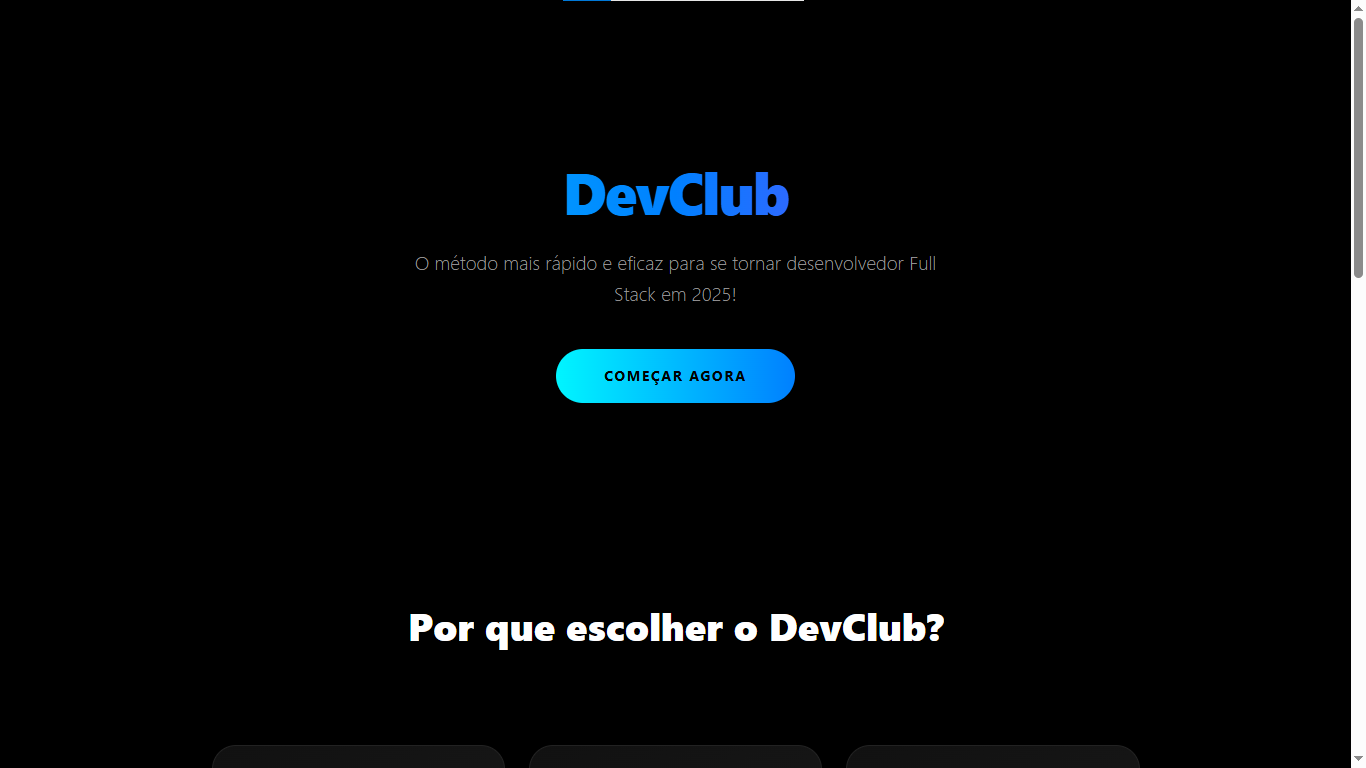 DevClub
O método mais rápido e eficaz para se tornar desenvolvedor Full
Stack em 2025!
COMEÇAR AGORA
Por que escolher o DevClub?